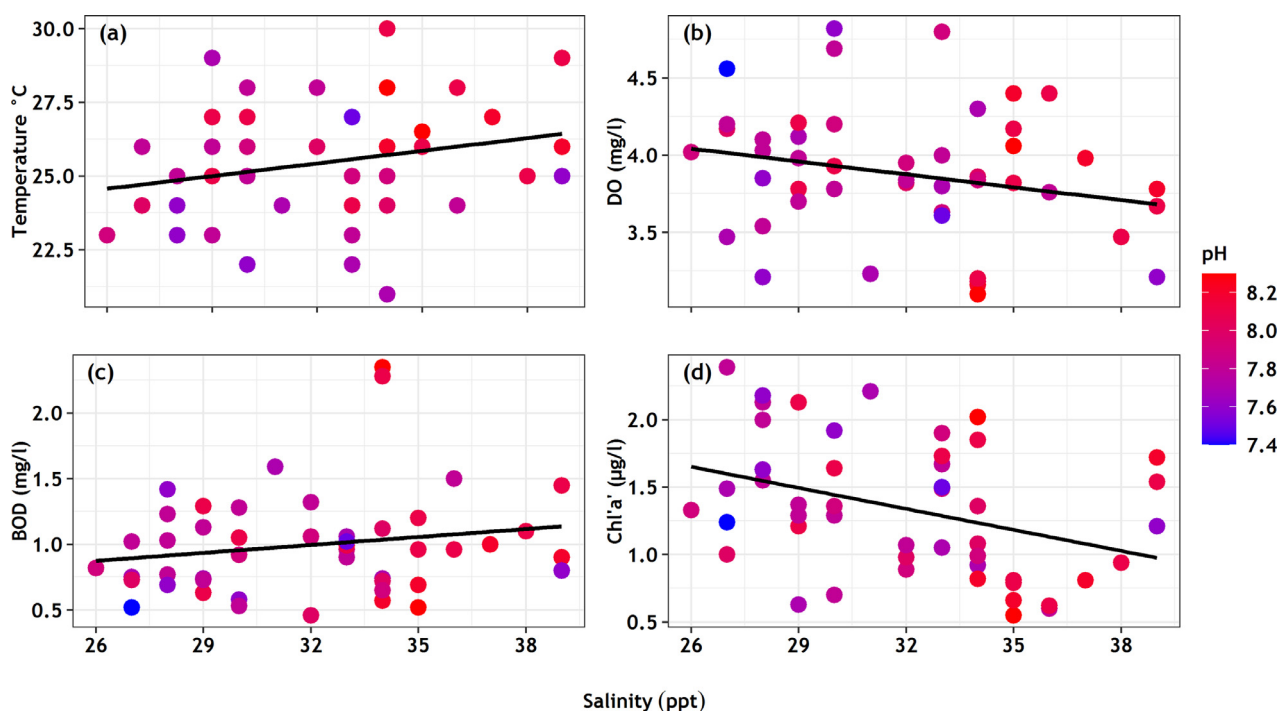 (a)
30.0
27.5
25.0
22.5
Temperature °C
(b)
4.5
4.0
3.5
DO (mg/l)
pH
8.2
8.0
7.8
7.6
7.4
(c)
2.0
1.5
1.0
0.5
BOD (mg/l)
26 29 32 35 38
(d)
2.0
1.5
1.0
0.5
Chl'a' (µg/l)
26 29 32 35 38
Salinity (ppt)